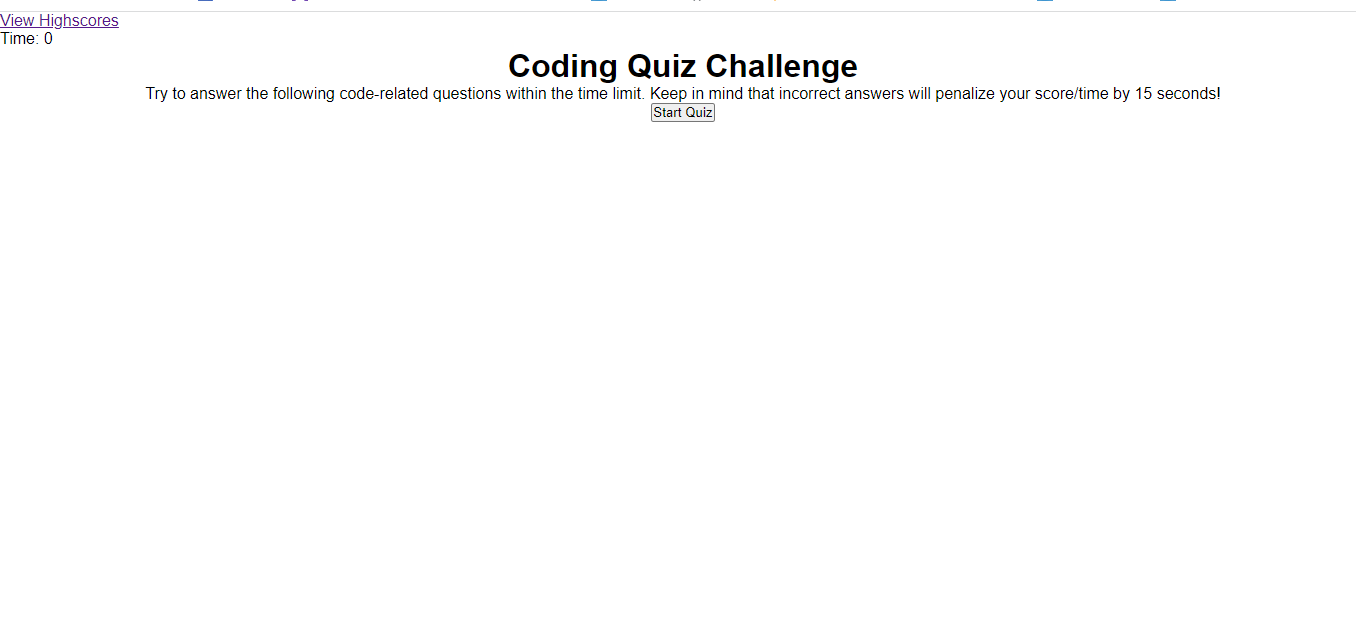 View Highscores
Time: 0
Coding Quiz Challenge
Try to answer the following code-related questions within the time limit. Keep in mind that incorrect answers will penalize your score/time by 15 seconds!
Start Quiz